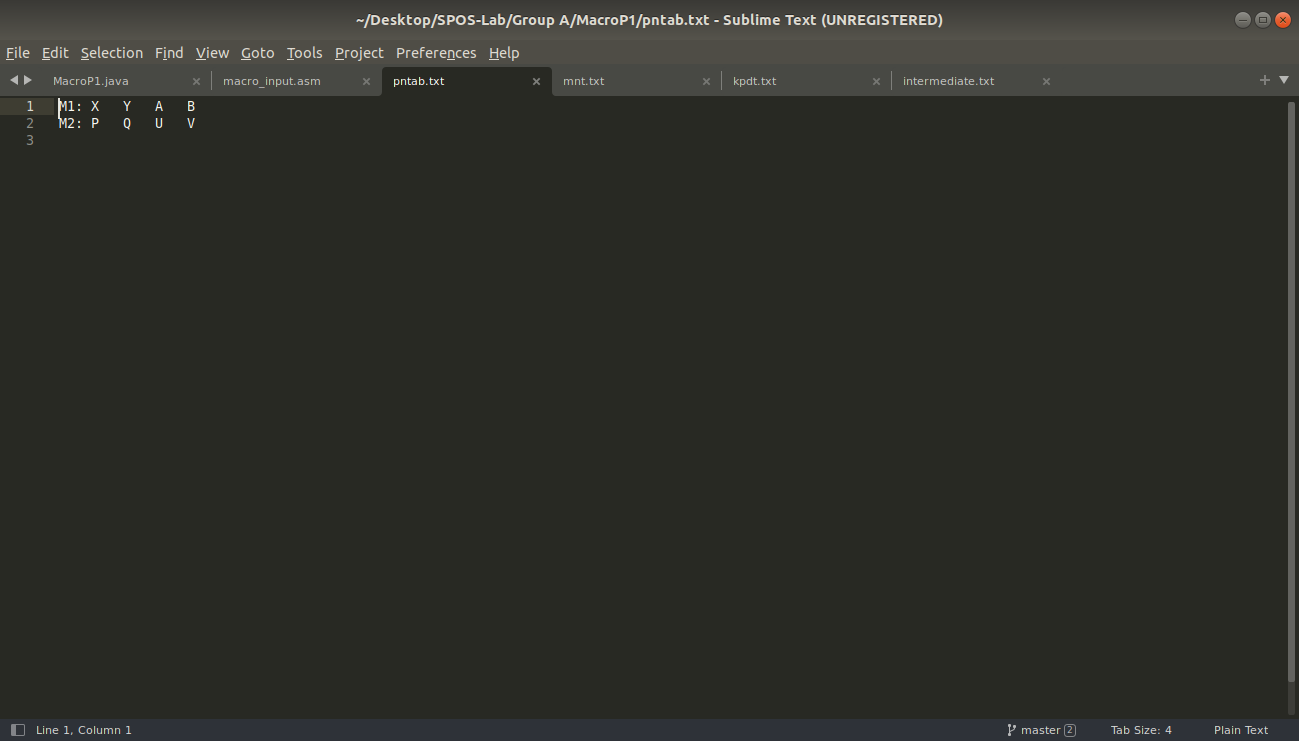 ~/Desktop/SPOS-Lab/Group A/MacroP1/pntab.txt - Sublime Text (UNREGISTERED)
File Edit Selection Find View Goto Tools Project Preferences Help
MacroP1.java macro_input.asm pntab.txt mnt.txt kpdt.txt intermediate.txt
1 M1: X Y A B
2 M2: P Q U V
3
Line 1, Column 1 master 2 Tab Size: 4 Plain Text